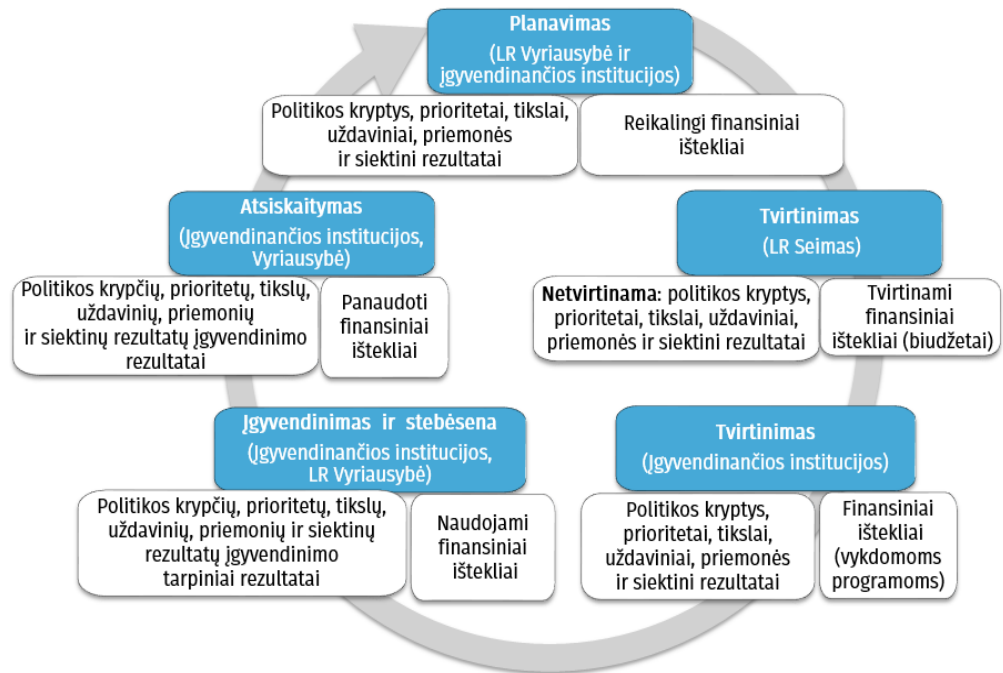 Planavimas
(LR Vyriausybė ir
įgyvendinančios institucijos)
Politikos kryptys, prioritetai, tikslai,
uždaviniai, priemonės
ir siektini rezultatai
Reikalingi finansiniai
ištekliai
Tvirtinimas
(LR Seimas)
Netvirtinama: politikos kryptys,
prioritetai, tikslai, uždaviniai,
priemonės ir siektini rezultatai
Tvirtinami
finansiniai
ištekliai (biudžetai)
Tvirtinimas
(Įgyvendinančios institucijos)
Politikos kryptys,
prioritetai, tikslai,
uždaviniai, priemonės
ir siektini rezultatai
Finansiniai
ištekliai
(vykdomoms
programoms)
Įgyvendinimas ir stebėsena
(Įgyvendinančios institucijos,
LR Vyriausybė)
Politikos krypčių, prioritetų, tikslų,
uždavinių, priemonių ir siektinų
rezultatų įgyvendinimo
tarpiniai rezultatai
Naudojami
finansiniai
ištekliai
Atsiskaitymas
(Įgyvendinančios institucijos,
Vyriausybė)
Politikos krypčių, prioritetų, tikslų,
uždavinių, priemonių
ir siektinų rezultatų įgyvendinimo
rezultatai
Panaudoti
finansiniai
ištekliai